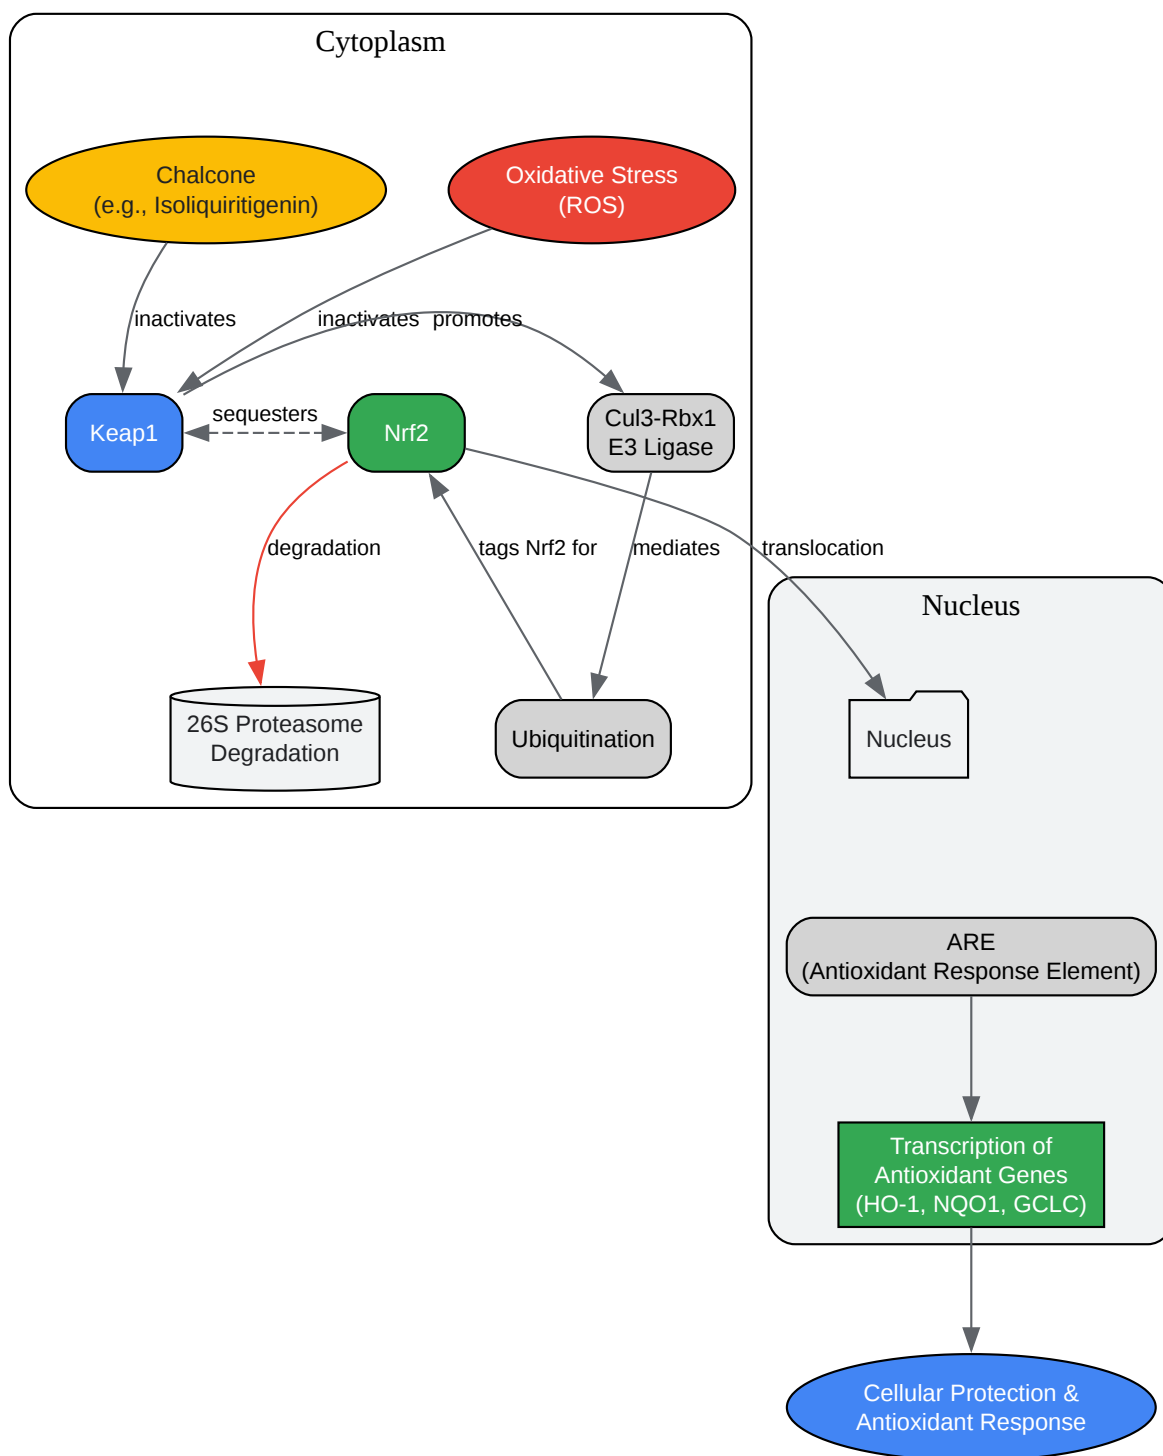 Cytoplasm
Chalcone
(e.g., Isoliquiritigenin)
Oxidative Stress
(ROS)
inactivates
inactivates
promotes
Keap1
sequesters
Nrf2
Cul3-Rbx1
E3 Ligase
degradation
tags Nrf2 for
mediates
translocation
Nucleus
26S Proteasome
Degradation
Ubiquitination
Nucleus
ARE
(Antioxidant Response Element)
Transcription of
Antioxidant Genes
(HO-1, NQO1, GCLC)
Cellular Protection &
Antioxidant Response